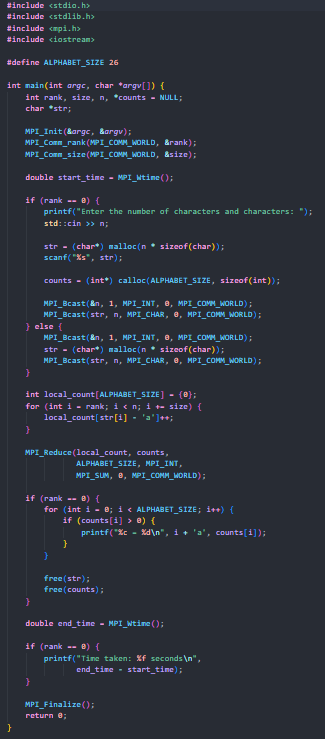 #include <stdio.h>
#include <stdlib.h>
#include <mpi.h>
#include <iostream>

#define ALPHABET_SIZE 26

int main(int argc, char *argv[]) {
    int rank, size, n, *counts = NULL;
    char *str;

    MPI_Init(&argc, &argv);
    MPI_Comm_rank(MPI_COMM_WORLD, &rank);
    MPI_Comm_size(MPI_COMM_WORLD, &size);

    double start_time = MPI_Wtime();

    if (rank == 0) {
        printf("Enter the number of characters and characters: ");
        std::cin >> n;

        str = (char*) malloc(n * sizeof(char));
        scanf("%s", str);

        counts = (int*) calloc(ALPHABET_SIZE, sizeof(int));

        MPI_Bcast(&n, 1, MPI_INT, 0, MPI_COMM_WORLD);
        MPI_Bcast(str, n, MPI_CHAR, 0, MPI_COMM_WORLD);
    } else {
        MPI_Bcast(&n, 1, MPI_INT, 0, MPI_COMM_WORLD);
        str = (char*) malloc(n * sizeof(char));
        MPI_Bcast(str, n, MPI_CHAR, 0, MPI_COMM_WORLD);
    }

    int local_count[ALPHABET_SIZE] = {0};
    for (int i = rank; i < n; i += size) {
        local_count[str[i] - 'a']++;
    }

    MPI_Reduce(local_count, counts,
               ALPHABET_SIZE, MPI_INT,
               MPI_SUM, 0, MPI_COMM_WORLD);

    if (rank == 0) {
        for (int i = 0; i < ALPHABET_SIZE; i++) {
            if (counts[i] > 0) {
                printf("%c = %d\n", i + 'a', counts[i]);
            }
        }

        free(str);
        free(counts);
    }

    double end_time = MPI_Wtime();

    if (rank == 0) {
        printf("Time taken: %f seconds\n",
               end_time - start_time);
    }

    MPI_Finalize();
    return 0;
}